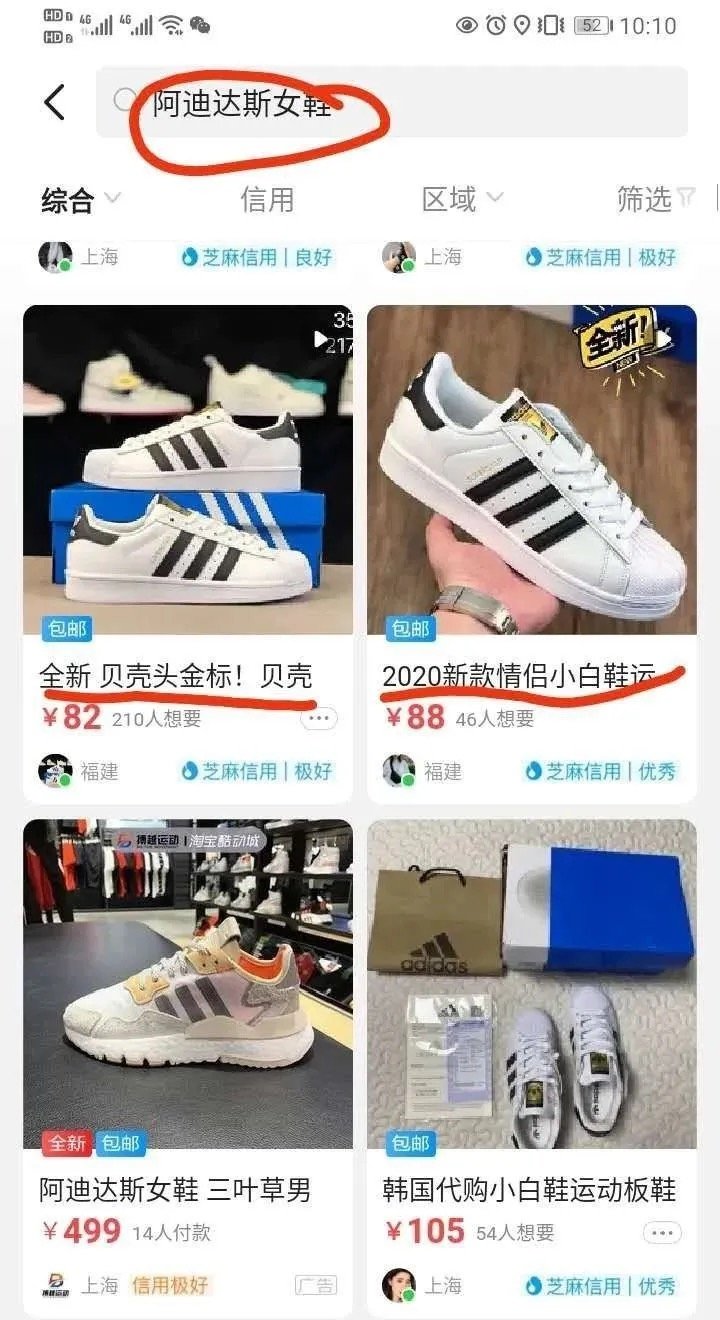 HD 1 4G 4G
HD 2
52 10:10
阿迪达斯女鞋
综合 信用 区域 筛选
上海 芝麻信用 | 良好
上海 芝麻信用 | 极好
35
217
包邮
全新 贝壳头金标！贝壳
¥82 210人想要
福建 芝麻信用 | 极好
全新!
NEW
包邮
2020新款情侣小白鞋运
¥88 46人想要
福建 芝麻信用 | 优秀
搏越运动 | 淘宝酷动城
全新 包邮
阿迪达斯女鞋 三叶草男
¥499 14人付款
搏越运动 上海 信用极好 广告
adidas
包邮
韩国代购小白鞋运动板鞋
¥105 54人想要
上海 芝麻信用 | 优秀